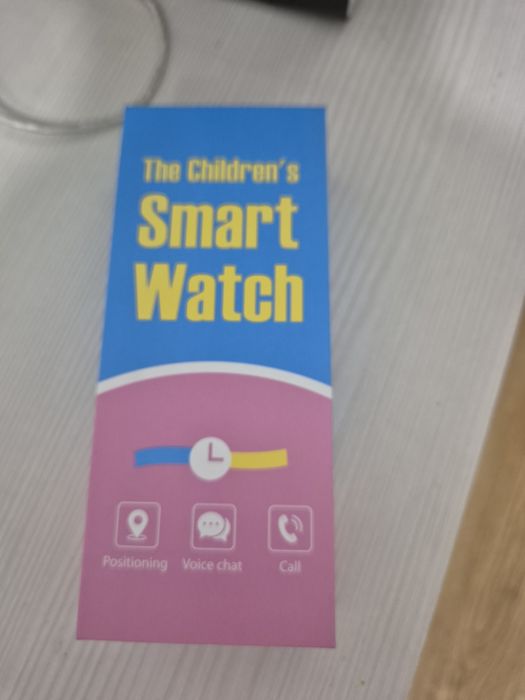 The Children's
Smart
Watch
Positioning Voice chat Call